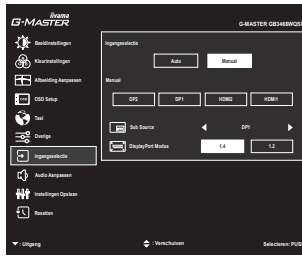 iiyama
G-MASTER
G-MASTER GB3466WQSU
Beeldinstellingen
Kleurinstellingen
Afbeelding Aanpassen
OSD Setup
Taal
Overige
Ingangsselectie
Audio Aanpassen
Instellingen Opslaan
Resetten
Ingangsselectie
Auto
Manual
Manual
DP2
DP1
HDMI2
HDMI1
Sub Source
DP1
DisplayPort Modus
1.4
1.2
: Uitgang
: Verschuiven
Selecteren: PUSH